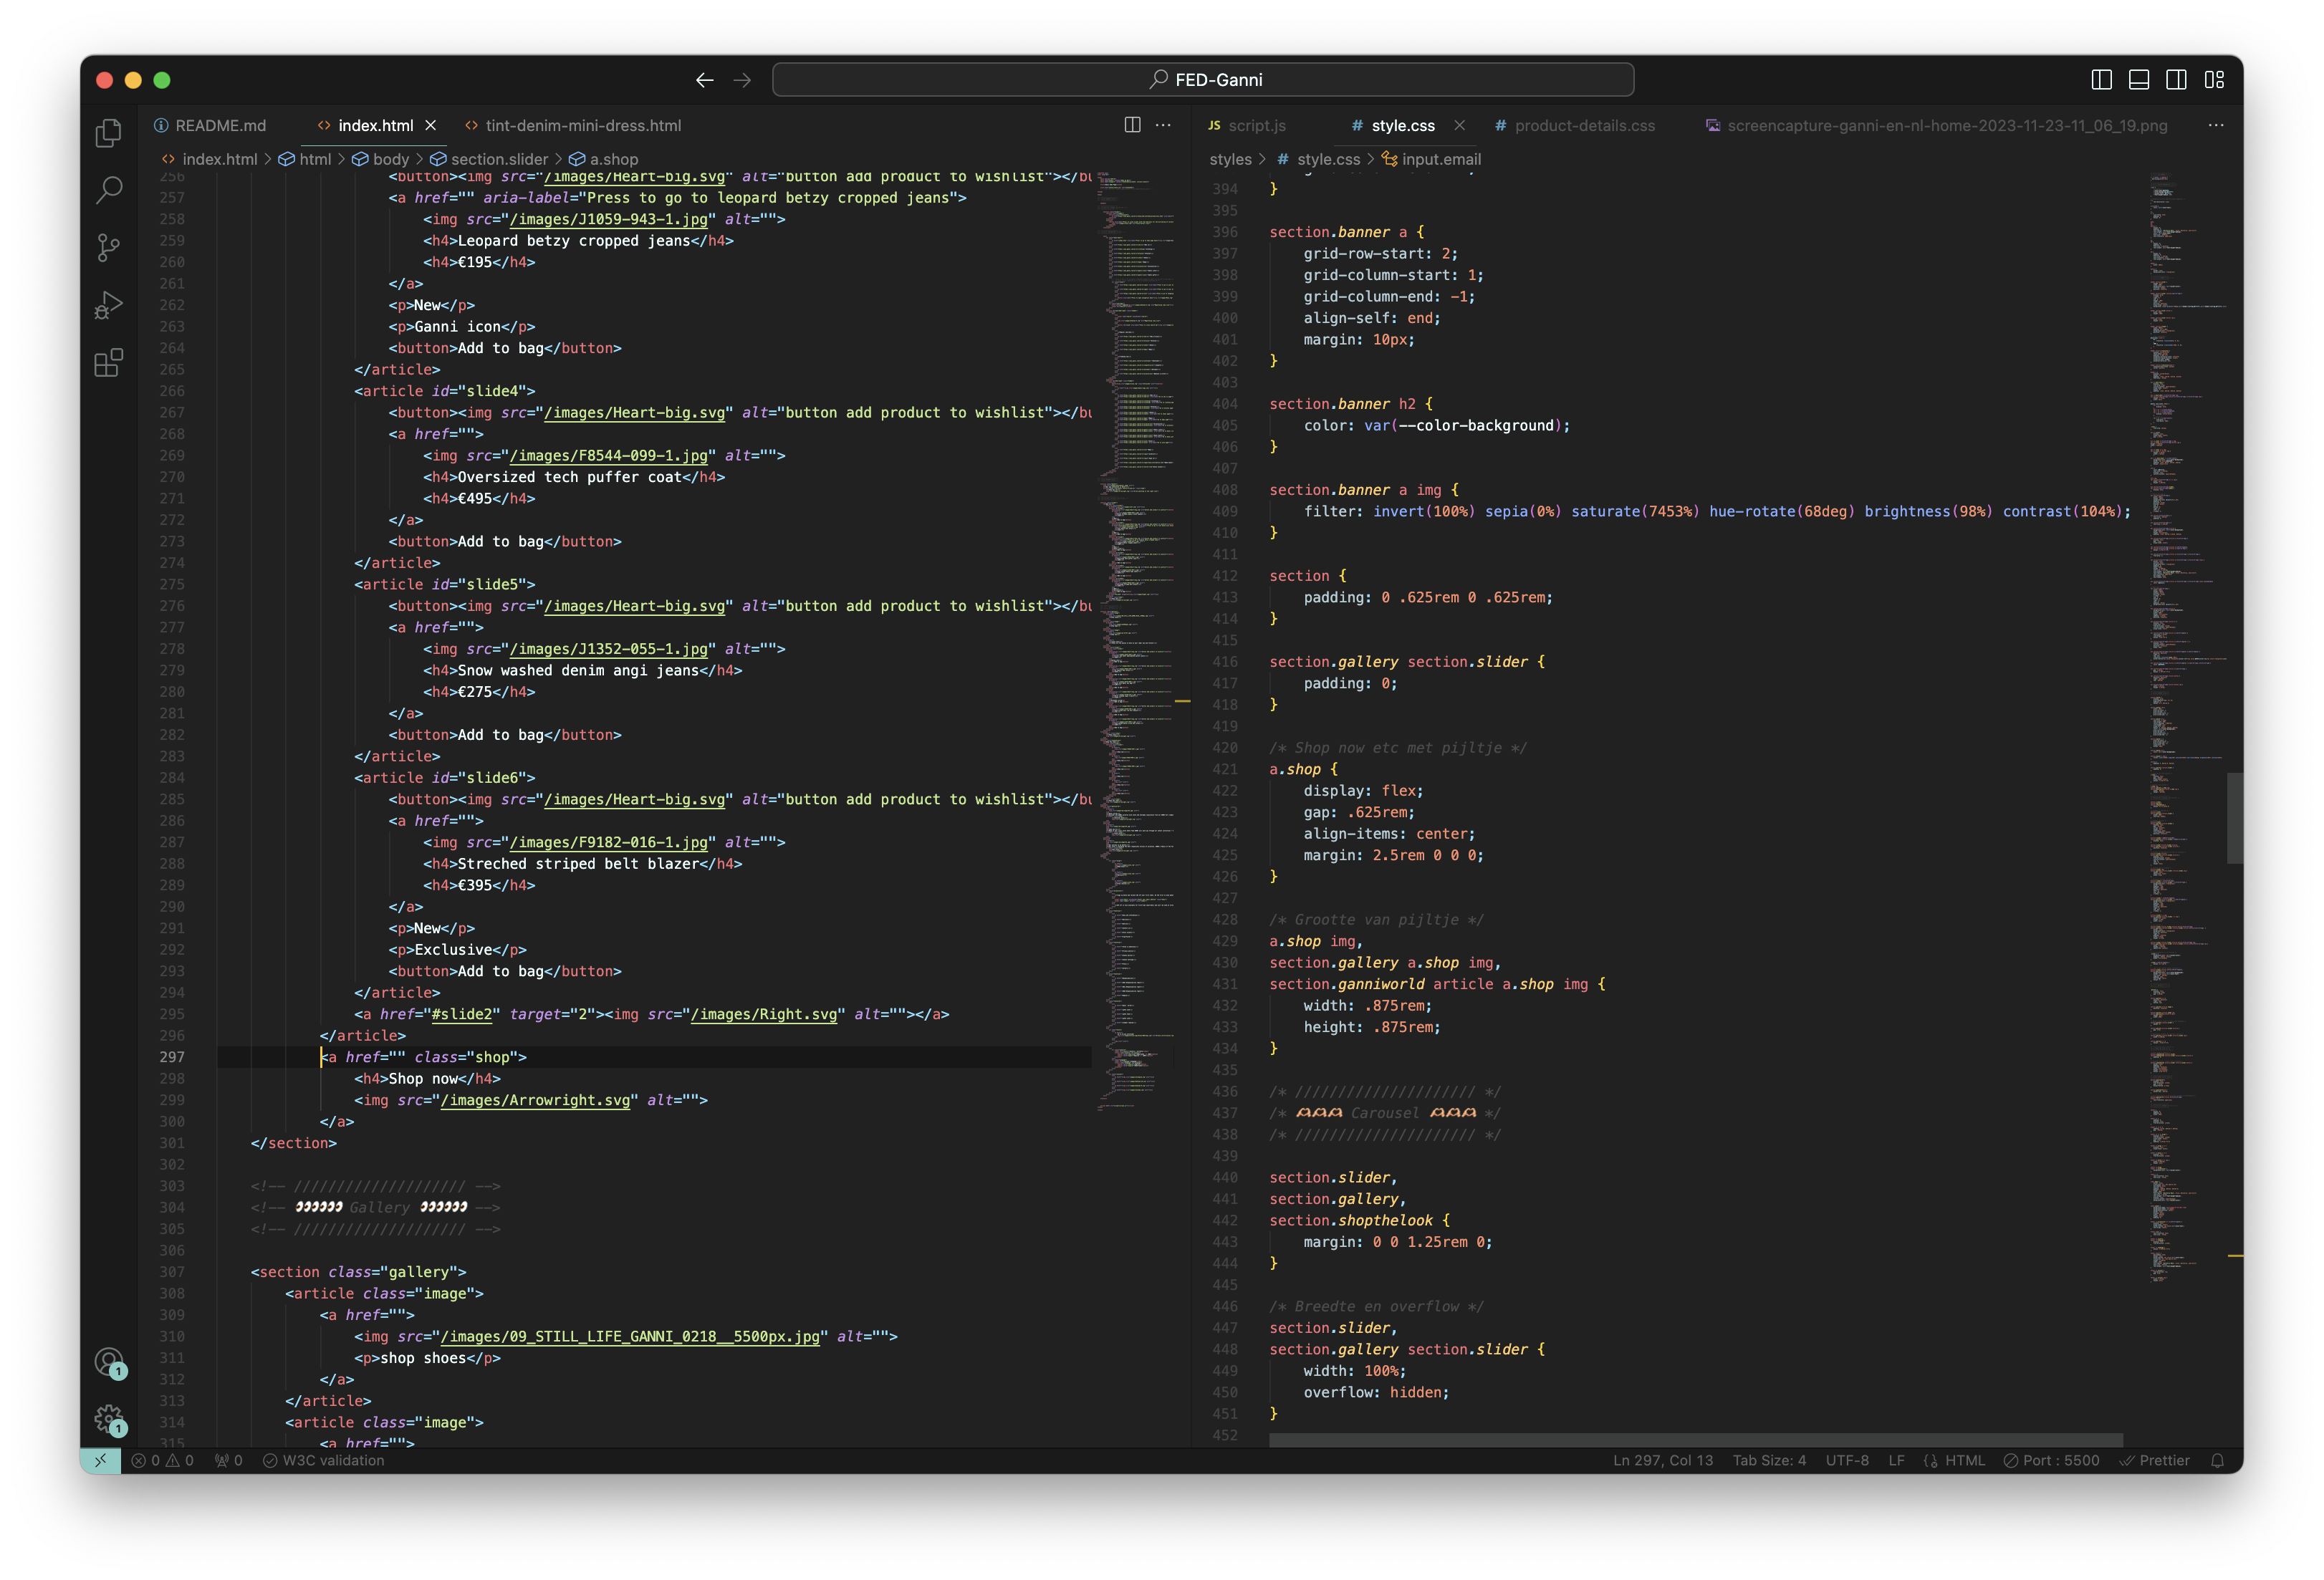 FED-Ganni
README.md
index.html
tint-denim-mini-dress.html
index.html > html > body > section.slider > a.shop
256 <button><img src="/images/Heart-big.svg" alt="button add product to wishlist"></bu
257 <a href="" aria-label="Press to go to leopard betzy cropped jeans">
258 <img src="/images/J1059-943-1.jpg" alt="">
259 <h4>Leopard betzy cropped jeans</h4>
260 <h4>€195</h4>
261 </a>
262 <p>New</p>
263 <p>Ganni icon</p>
264 <button>Add to bag</button>
265 </article>
266 <article id="slide4">
267 <button><img src="/images/Heart-big.svg" alt="button add product to wishlist"></bu
268 <a href="">
269 <img src="/images/F8544-099-1.jpg" alt="">
270 <h4>Oversized tech puffer coat</h4>
271 <h4>€495</h4>
272 </a>
273 <button>Add to bag</button>
274 </article>
275 <article id="slide5">
276 <button><img src="/images/Heart-big.svg" alt="button add product to wishlist"></bu
277 <a href="">
278 <img src="/images/J1352-055-1.jpg" alt="">
279 <h4>Snow washed denim angi jeans</h4>
280 <h4>€275</h4>
281 </a>
282 <button>Add to bag</button>
283 </article>
284 <article id="slide6">
285 <button><img src="/images/Heart-big.svg" alt="button add product to wishlist"></bu
286 <a href="">
287 <img src="/images/F9182-016-1.jpg" alt="">
288 <h4>Streched striped belt blazer</h4>
289 <h4>€395</h4>
290 </a>
291 <p>New</p>
292 <p>Exclusive</p>
293 <button>Add to bag</button>
294 </article>
295 <a href="#slide2" target="2"><img src="/images/Right.svg" alt=""></a>
296 </article>
297 <a href="" class="shop">
298 <h4>Shop now</h4>
299 <img src="/images/Arrowright.svg" alt="">
300 </a>
301 </section>
302
303 <!-- //////////////////// -->
304 <!-- Gallery -->
305 <!-- //////////////////// -->
306
307 <section class="gallery">
308 <article class="image">
309 <a href="">
310 <img src="/images/09_STILL_LIFE_GANNI_0218__5500px.jpg" alt="">
311 <p>shop shoes</p>
312 </a>
313 </article>
314 <article class="image">
315 <a href="">
JS script.js
# style.css
# product-details.css
screencapture-ganni-en-nl-home-2023-11-23-11_06_19.png
styles > # style.css > input.email
394 }
395
396 section.banner a {
397 grid-row-start: 2;
398 grid-column-start: 1;
399 grid-column-end: -1;
400 align-self: end;
401 margin: 10px;
402 }
403
404 section.banner h2 {
405 color: var(--color-background);
406 }
407
408 section.banner a img {
409 filter: invert(100%) sepia(0%) saturate(7453%) hue-rotate(68deg) brightness(98%) contrast(104%);
410 }
411
412 section {
413 padding: 0 .625rem 0 .625rem;
414 }
415
416 section.gallery section.slider {
417 padding: 0;
418 }
419
420 /* Shop now etc met pijltje */
421 a.shop {
422 display: flex;
423 gap: .625rem;
424 align-items: center;
425 margin: 2.5rem 0 0 0;
426 }
427
428 /* Grootte van pijltje */
429 a.shop img,
430 section.gallery a.shop img,
431 section.ganniworld article a.shop img {
432 width: .875rem;
433 height: .875rem;
434 }
435
436 /* ///////////////////// */
437 /* Carousel */
438 /* ///////////////////// */
439
440 section.slider,
441 section.gallery,
442 section.shopthelook {
443 margin: 0 0 1.25rem 0;
444 }
445
446 /* Breedte en overflow */
447 section.slider,
448 section.gallery section.slider {
449 width: 100%;
450 overflow: hidden;
451 }
452
1
1
0 0 0 W3C validation
Ln 297, Col 13 Tab Size: 4 UTF-8 LF HTML Port : 5500 Prettier